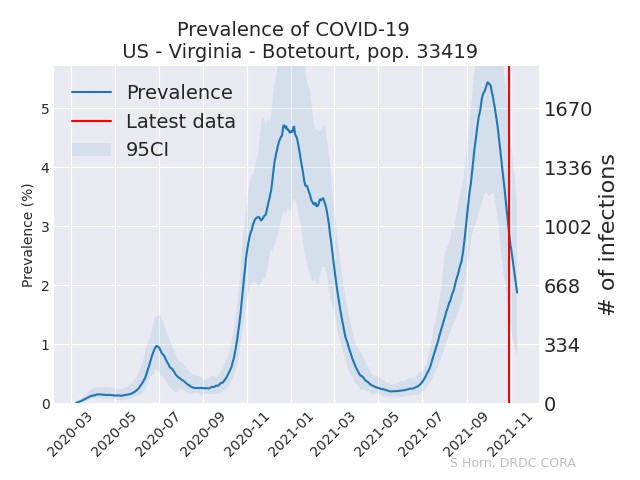 Prevalence of COVID-19
US - Virginia - Botetourt, pop. 33419
Prevalence
Latest data
95CI
Prevalence (%)
5
4
3
2
1
0
1670
1336
1002
668
334
0
# of infections
2020-03
2020-05
2020-07
2020-09
2020-11
2021-01
2021-03
2021-05
2021-07
2021-09
2021-11
S Horn, DRDC CORA